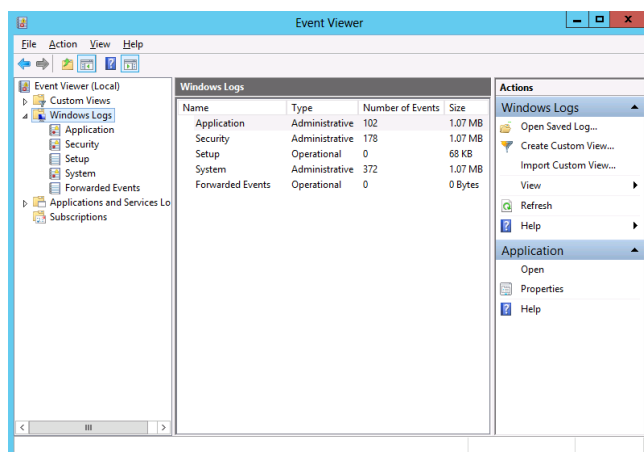 Event Viewer
File Action View Help
Event Viewer (Local)
Custom Views
Windows Logs
Application
Security
Setup
System
Forwarded Events
Applications and Services Lo
Subscriptions
Windows Logs
Name Type Number of Events Size
Application Administrative 102 1.07 MB
Security Administrative 178 1.07 MB
Setup Operational 0 68 KB
System Administrative 372 1.07 MB
Forwarded Events Operational 0 0 Bytes
Actions
Windows Logs
Open Saved Log...
Create Custom View...
Import Custom View...
View
Refresh
Help
Application
Open
Properties
Help